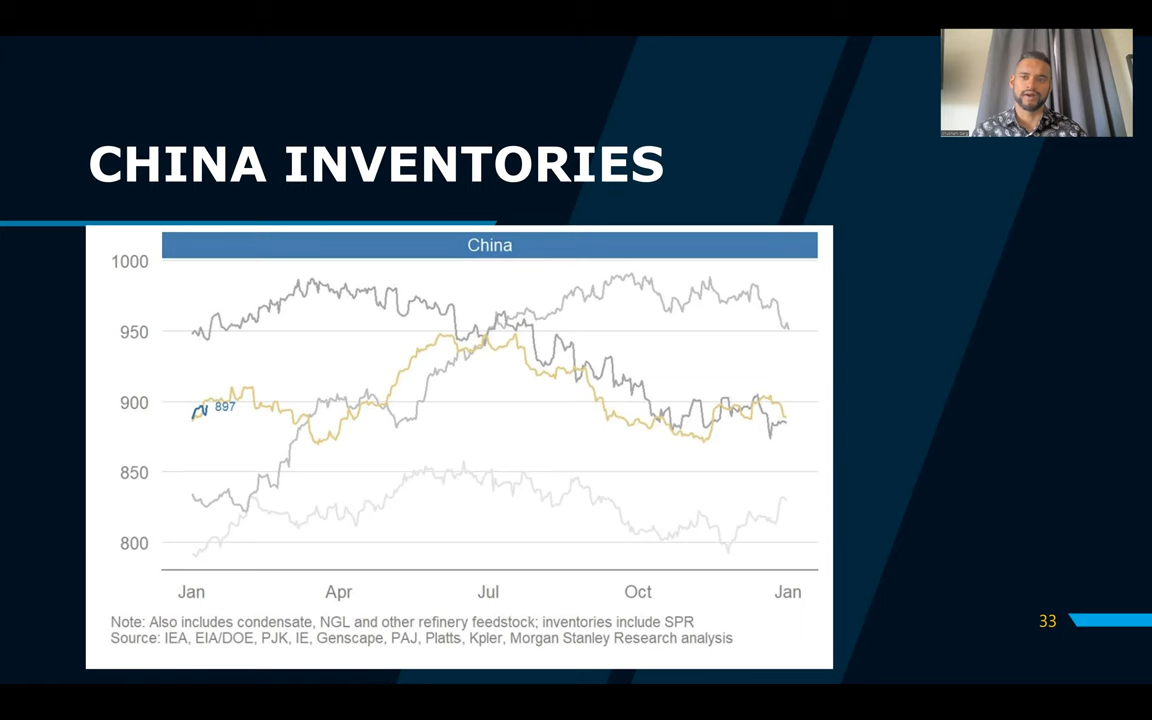 CHINA INVENTORIES
China
1000
950
900
850
800
897
Jan
Apr
Jul
Oct
Jan
Note: Also includes condensate, NGL and other refinery feedstock; inventories include SPR
Source: IEA, EIA/DOE, PJK, IE, Genscape, PAJ, Platts, Kpler, Morgan Stanley Research analysis
33